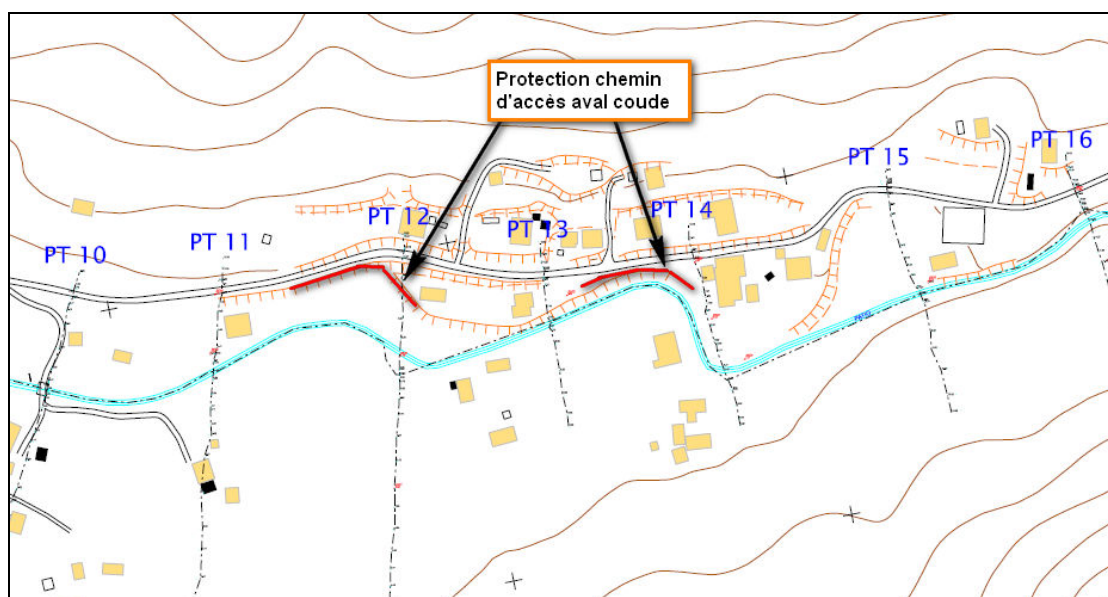 Protection chemin
d'accès aval coude
PT 16
PT 15
PT 14
PT 12
PT 13
PT 11
PT 10